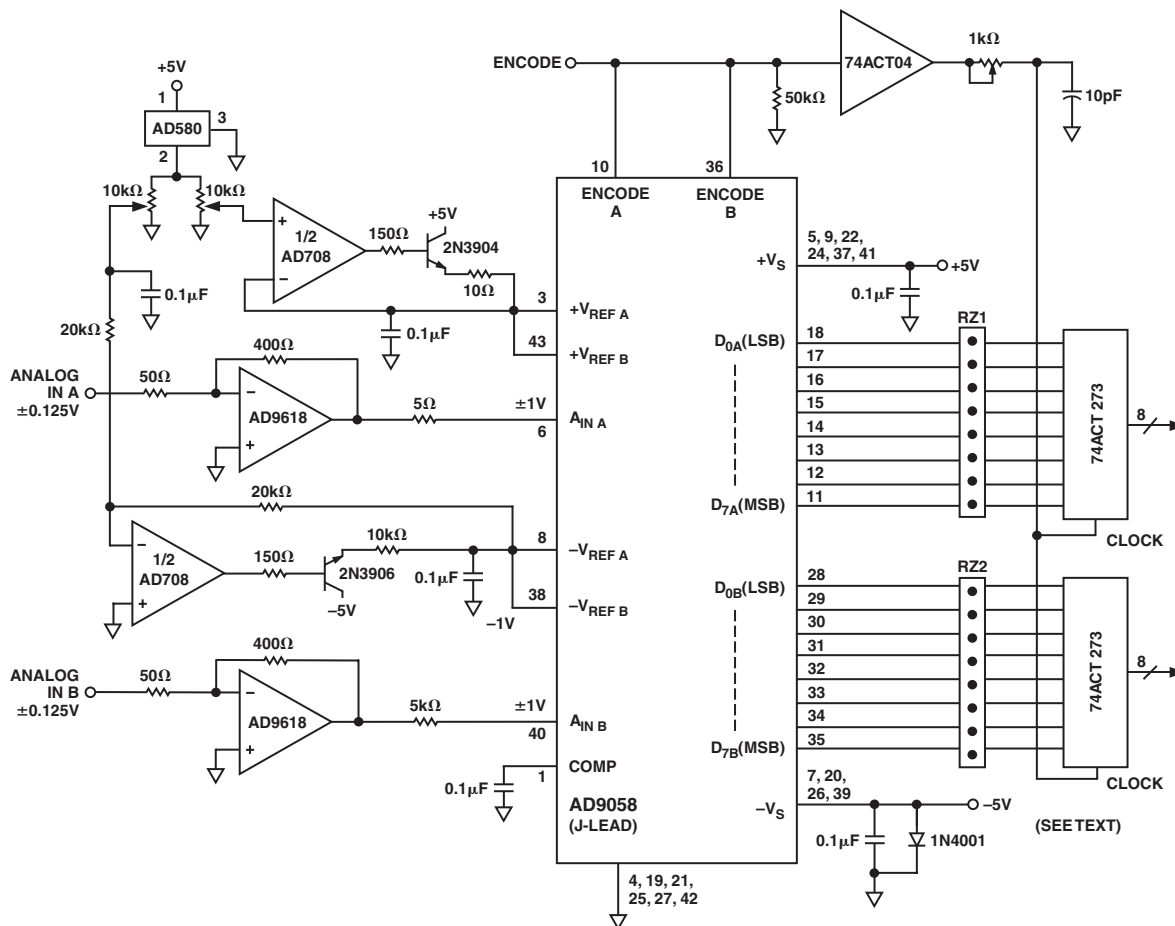 +5V
1
AD580
3
2
10kΩ
10kΩ
0.1µF
20kΩ
+
–
1/2
AD708
150Ω
+5V
2N3904
10Ω
0.1µF
ENCODE
50kΩ
74ACT04
1kΩ
10pF
10
36
ENCODE
A
ENCODE
B
3
+VREF A
43
+VREF B
ANALOG
IN A
±0.125V
50Ω
400Ω
–
+
AD9618
5Ω
±1V
6
AIN A
20kΩ
–
+
1/2
AD708
150Ω
2N3906
–5V
10kΩ
0.1µF
8
–VREF A
38
–VREF B
–1V
ANALOG
IN B
±0.125V
50Ω
400Ω
–
+
AD9618
5kΩ
±1V
40
AIN B
0.1µF
1
COMP
AD9058
(J-LEAD)
4, 19, 21,
25, 27, 42
+VS
5, 9, 22,
24, 37, 41
+5V
0.1µF
RZ1
D0A(LSB)
18
17
16
15
14
13
12
11
D7A(MSB)
74ACT 273
8
CLOCK
RZ2
D0B(LSB)
28
29
30
31
32
33
34
35
D7B(MSB)
74ACT 273
8
CLOCK
7, 20,
26, 39
–VS
–5V
0.1µF
1N4001
(SEE TEXT)